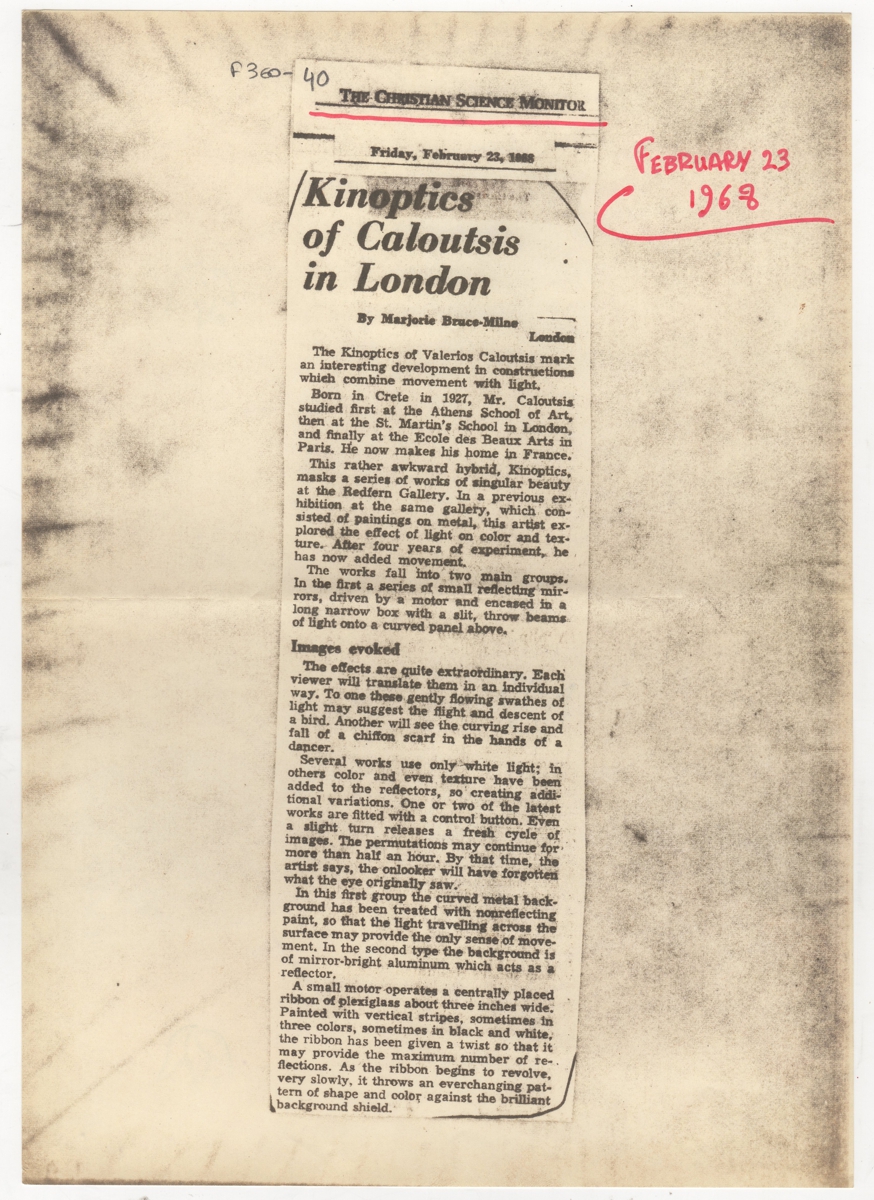 F360-40
THE CHRISTIAN SCIENCE MONITOR
Friday, February 23, 1968
FEBRUARY 23
1968
Kinoptics
of Caloutsis
in London
By Marjorie Bruce-Milne
London
The Kinoptics of Valerios Caloutsis mark
an interesting development in constructions
which combine movement with light.
Born in Crete in 1927, Mr. Caloutsis
studied first at the Athens School of Art,
then at the St. Martin's School in London,
and finally at the Ecole des Beaux Arts in
Paris. He now makes his home in France.
This rather awkward hybrid, Kinoptics,
masks a series of works of singular beauty
at the Redfern Gallery. In a previous ex-
hibition at the same gallery, which con-
sisted of paintings on metal, this artist ex-
plored the effect of light on color and tex-
ture. After four years of experiment, he
has now added movement.
The works fall into two main groups.
In the first a series of small reflecting mir-
rors, driven by a motor and encased in a
long narrow box with a slit, throw beams
of light onto a curved panel above.
Images evoked
The effects are quite extraordinary. Each
viewer will translate them in an individual
way. To one these gently flowing swathes of
light may suggest the flight and descent of
a bird. Another will see the curving rise and
fall of a chiffon scarf in the hands of a
dancer.
Several works use only white light; in
others color and even texture have been
added to the reflectors, so creating addi-
tional variations. One or two of the latest
works are fitted with a control button. Even
a slight turn releases a fresh cycle of
images. The permutations may continue for
more than half an hour. By that time, the
artist says, the onlooker will have forgotten
what the eye originally saw.
In this first group the curved metal back-
ground has been treated with nonreflecting
paint, so that the light travelling across the
surface may provide the only sense of move-
ment. In the second type the background is
of mirror-bright aluminum which acts as a
reflector.
A small motor operates a centrally placed
ribbon of plexiglass about three inches wide.
Painted with vertical stripes, sometimes in
three colors, sometimes in black and white,
the ribbon has been given a twist so that it
may provide the maximum number of re-
flections. As the ribbon begins to revolve,
very slowly, it throws an everchanging pat-
tern of shape and color against the brilliant
background shield.